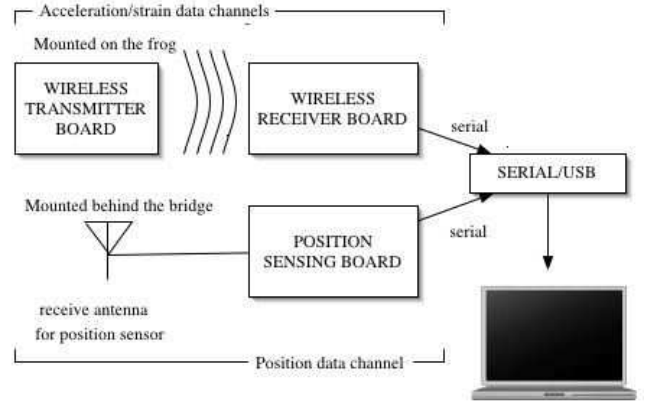 Acceleration/strain data channels
Mounted on the frog
WIRELESS
TRANSMITTER
BOARD
WIRELESS
RECEIVER BOARD
serial
SERIAL/USB
Mounted behind the bridge
POSITION
SENSING BOARD
serial
receive antenna
for position sensor
Position data channel